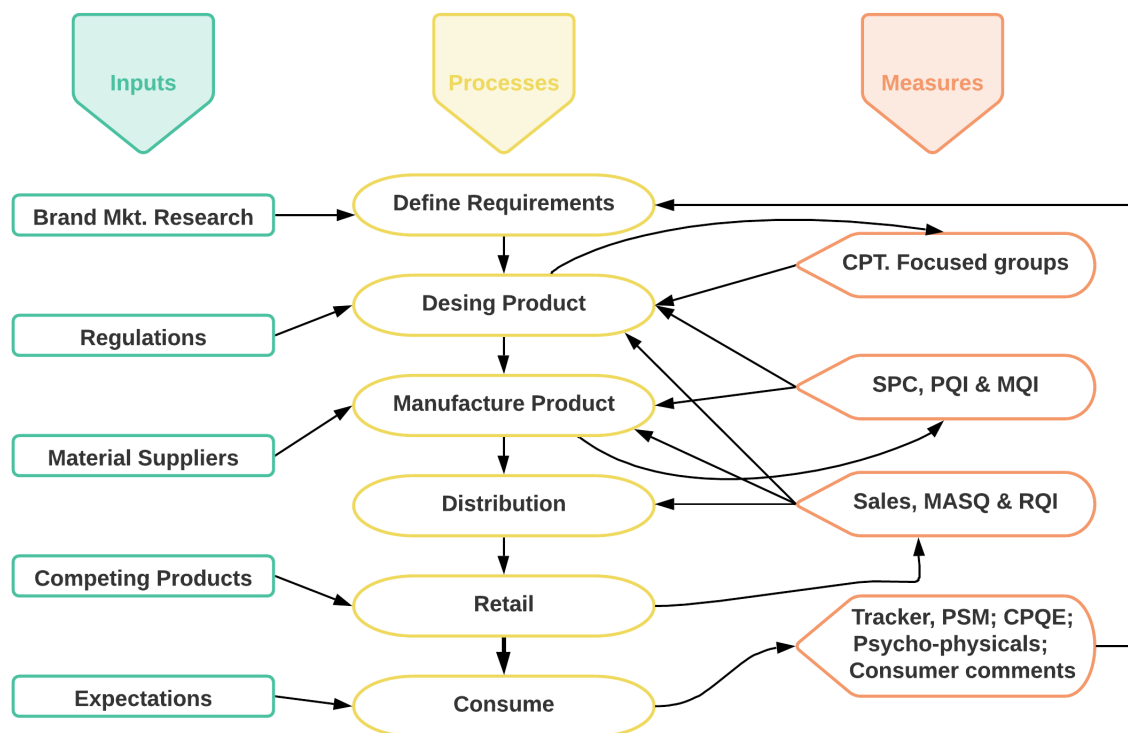 Inputs
Processes
Measures
Brand Mkt. Research
Define Requirements
CPT. Focused groups
Regulations
Desing Product
Material Suppliers
Manufacture Product
SPC, PQI & MQI
Distribution
Sales, MASQ & RQI
Competing Products
Retail
Tracker, PSM; CPQE;
Psycho-physicals;
Consumer comments
Expectations
Consume